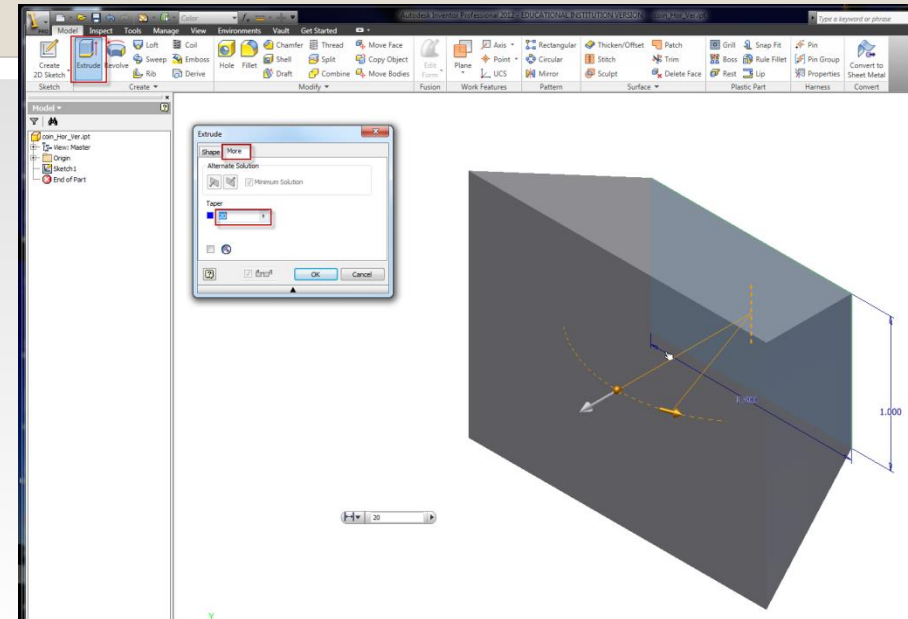 Color
Autodesk Inventor Professional 2012 - EDUCATIONAL INSTITUTION VERSION coin_Hor_Ver.ipt
Type a keyword or phrase
PRO Model Inspect Tools Manage View Environments Vault Get Started
Create 2D Sketch
Extrude
Revolve
Loft Coil
Sweep Emboss
Rib Derive
Hole
Fillet
Chamfer Thread Move Face
Shell Split Copy Object
Draft Combine Move Bodies
Edit Form
Plane
Axis
Point
UCS
Rectangular
Circular
Mirror
Thicken/Offset Patch
Stitch Trim
Sculpt Delete Face
Grill Snap Fit
Boss Rule Fillet
Rest Lip
Pin
Pin Group
Properties
Convert to Sheet Metal
Sketch Create Modify Fusion Work Features Pattern Surface Plastic Part Harness Convert
Model
coin_Hor_Ver.ipt
View: Master
Origin
Sketch1
End of Part
Extrude
Shape More
Alternate Solution
Minimum Solution
Taper
20
OK Cancel
1.000
20
Y